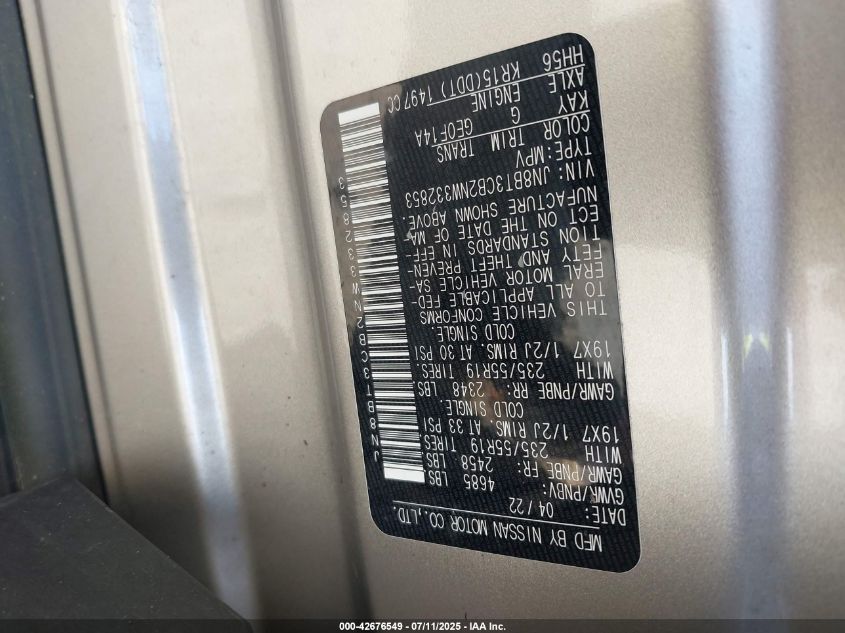 MFD BY NISSAN MOTOR CO.,LTD.
DATE: 04/22
GVWR/PNBV: 4685 LBS
GAWR/PNBE FR: 2458 LBS
WITH 235/55R19 TIRES.
19X7 1/2J RIMS. AT 33 PSI
COLD SINGLE.
GAWR/PNBE RR: 2348 LBS.
WITH 235/55R19 TIRES.
19X7 1/2J RIMS. AT 30 PSI
COLD SINGLE.
THIS VEHICLE CONFORMS
TO ALL APPLICABLE FED-
ERAL MOTOR VEHICLE SA-
FETY AND THEFT PREVEN-
TION STANDARDS IN EFF-
ECT ON THE DATE OF MA-
NUFACTURE SHOWN ABOVE.
VIN: JN8BT3CB2NW332853
TYPE:MPV
COLOR TRIM TRANS
KAY G GE0F14A
AXLE ENGINE
HH56 KR15(DDT) 1497CC
JN8BT3CB2NW332853
000-42676549 - 07/11/2025 - IAA Inc.